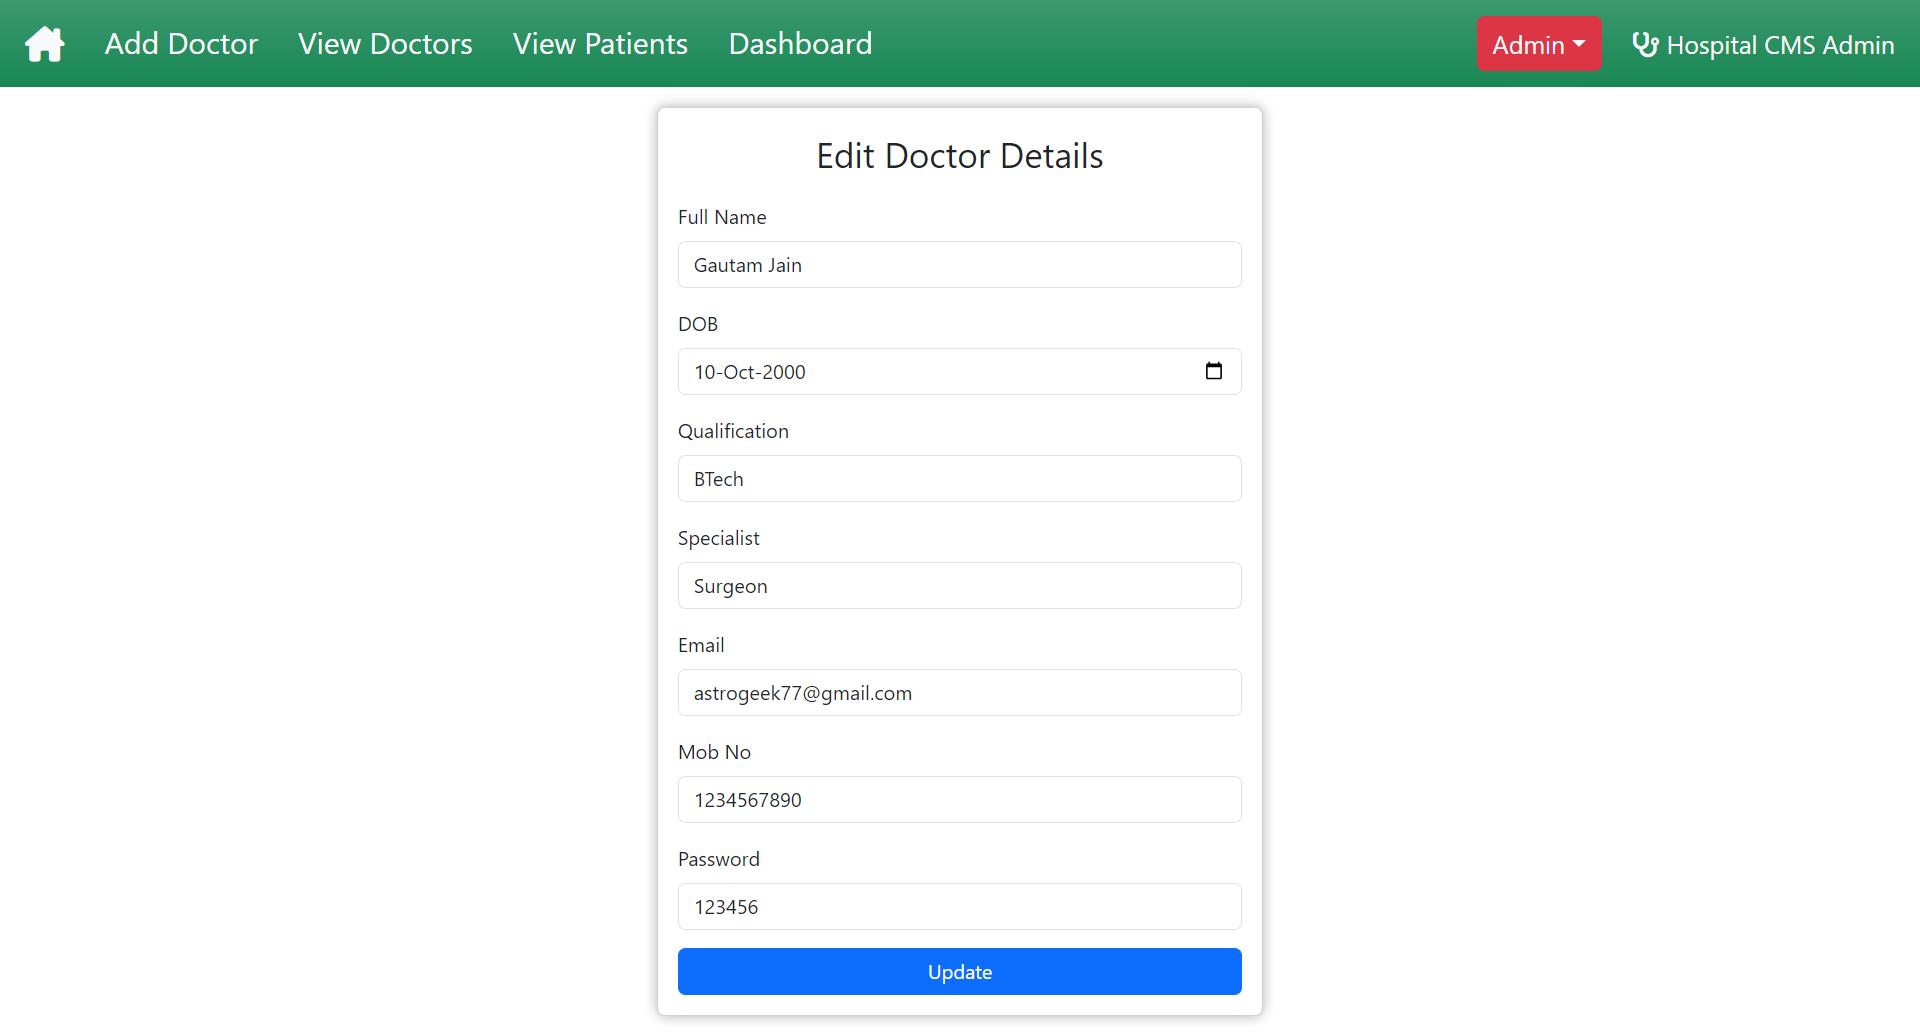 Add Doctor View Doctors View Patients Dashboard Admin Hospital CMS Admin
Edit Doctor Details
Full Name
Gautam Jain
DOB
10-Oct-2000
Qualification
BTech
Specialist
Surgeon
Email
astrogeek77@gmail.com
Mob No
1234567890
Password
123456
Update